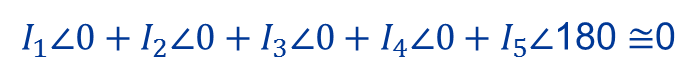 I₁∠0 + I₂∠0 + I₃∠0 + I₄∠0 + I₅∠180 ≅0